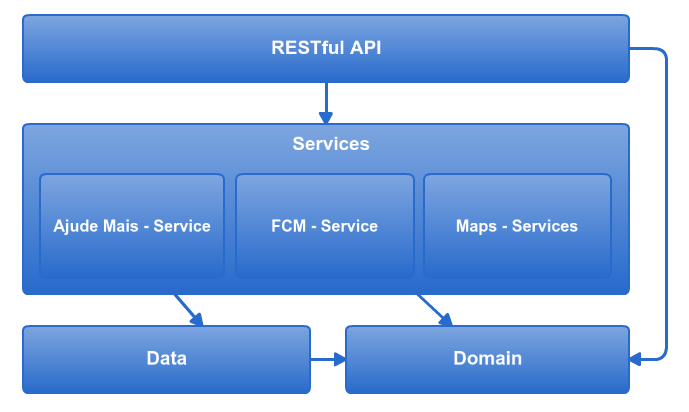 RESTful API
Services
Ajude Mais - Service
FCM - Service
Maps - Services
Data
Domain